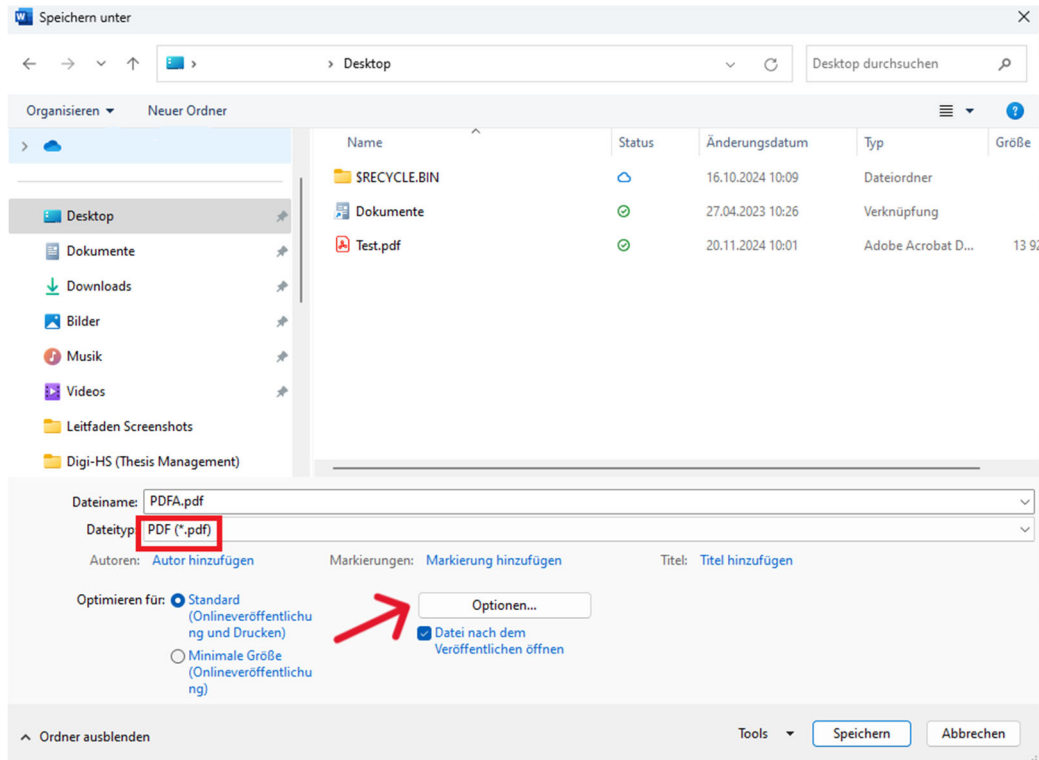 Speichern unter
Desktop
Desktop durchsuchen
Organisieren
Neuer Ordner
Name Status Änderungsdatum Typ Größe
$RECYCLE.BIN 16.10.2024 10:09 Dateiordner
Dokumente 27.04.2023 10:26 Verknüpfung
Test.pdf 20.11.2024 10:01 Adobe Acrobat D... 13 92
Desktop
Dokumente
Downloads
Bilder
Musik
Videos
Leitfaden Screenshots
Digi-HS (Thesis Management)
Dateiname: PDFA.pdf
Dateityp: PDF (*.pdf)
Autoren: Autor hinzufügen Markierungen: Markierung hinzufügen Titel: Titel hinzufügen
Optimieren für: Standard
(Onlineveröffentlichu
ng und Drucken)
Minimale Größe
(Onlineveröffentlichu
ng)
Optionen...
Datei nach dem
Veröffentlichen öffnen
Ordner ausblenden
Tools Speichern Abbrechen